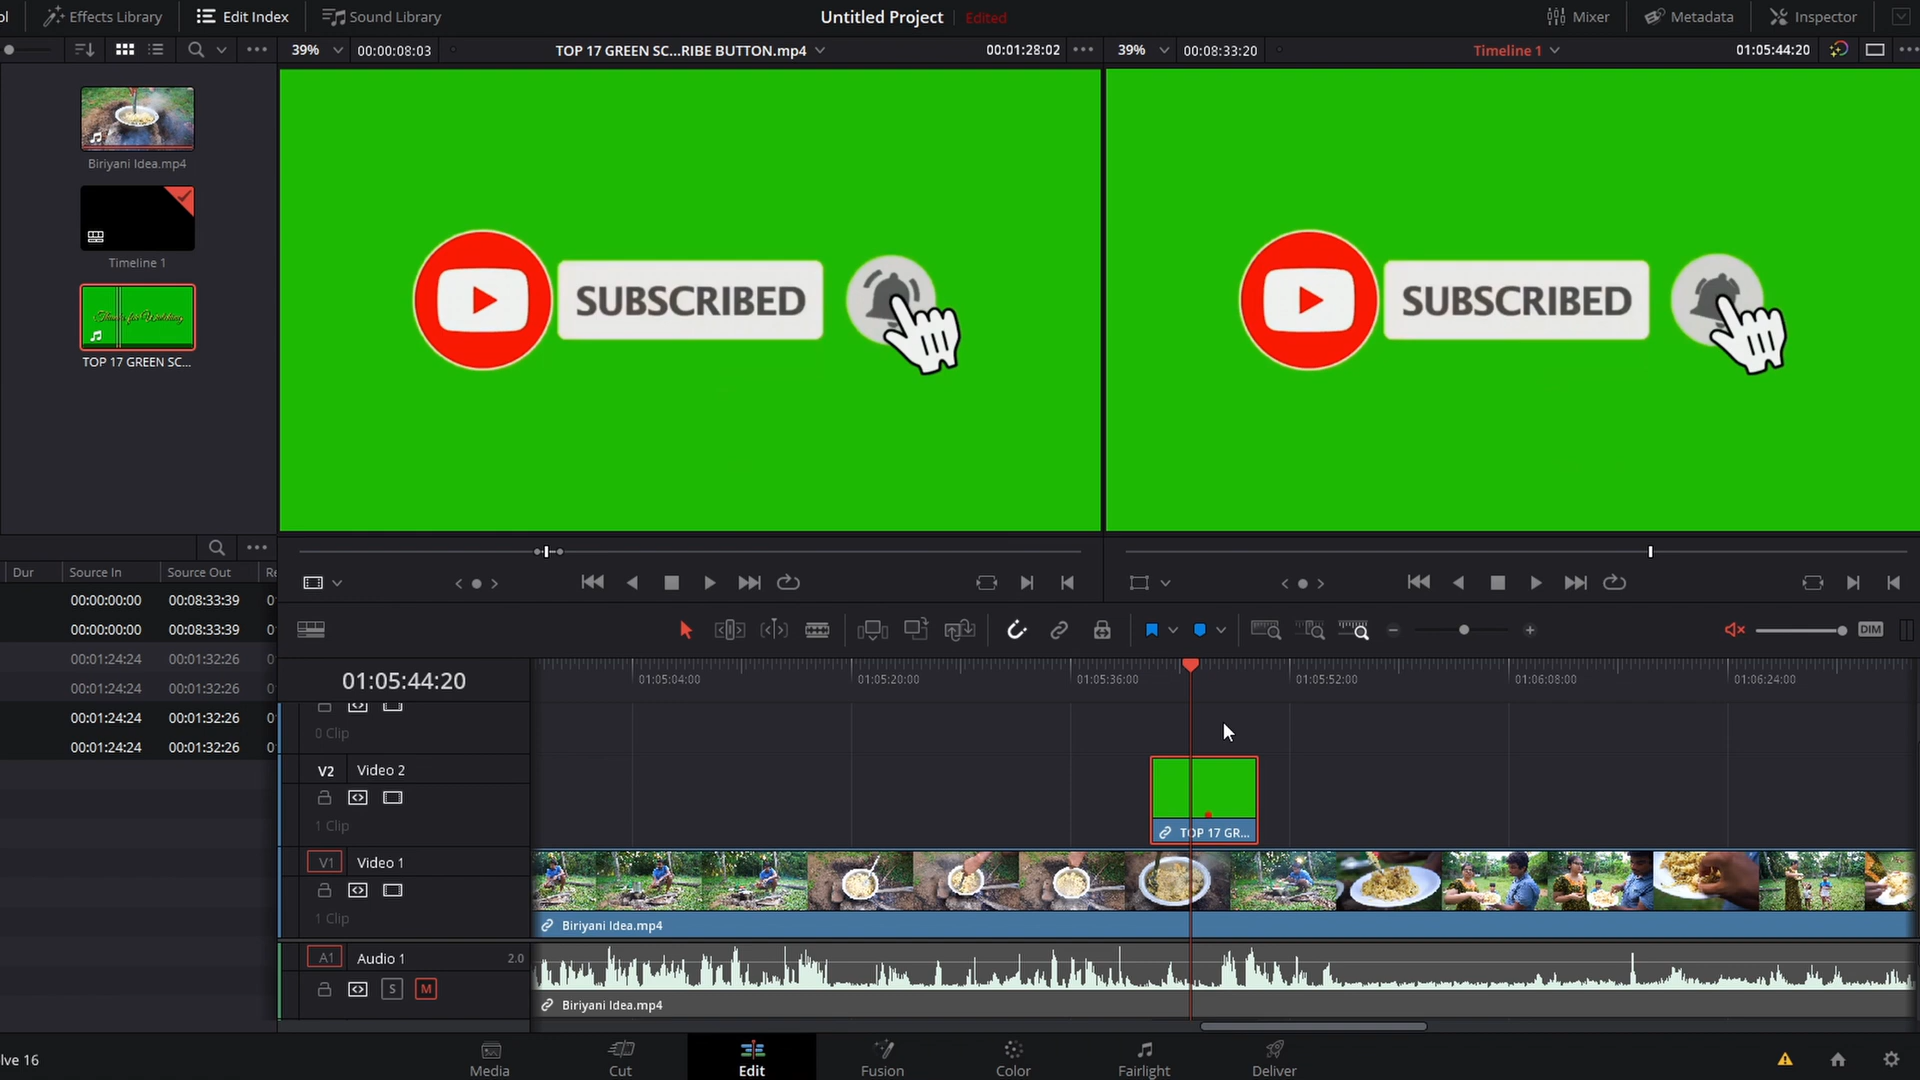 ol
Effects Library
Edit Index
Sound Library
Untitled Project
Edited
Mixer
Metadata
Inspector
39%
00:00:08:03
TOP 17 GREEN SC...RIBE BUTTON.mp4
00:01:28:02
39%
00:08:33:20
Timeline 1
01:05:44:20
Biriyani Idea.mp4
Timeline 1
Thanks for Watching
TOP 17 GREEN SC...
SUBSCRIBED
SUBSCRIBED
Dur
Source In
Source Out
Re
00:00:00:00
00:08:33:39
0
00:00:00:00
00:08:33:39
0
00:01:24:24
00:01:32:26
0
00:01:24:24
00:01:32:26
0
00:01:24:24
00:01:32:26
0
00:01:24:24
00:01:32:26
0
DIM
01:05:44:20
01:05:04:00
01:05:20:00
01:05:36:00
01:05:52:00
01:06:08:00
01:06:24:00
0 Clip
V2
Video 2
1 Clip
TOP 17 GR...
V1
Video 1
1 Clip
Biriyani Idea.mp4
A1
Audio 1
2.0
S
M
Biriyani Idea.mp4
lve 16
Media
Cut
Edit
Fusion
Color
Fairlight
Deliver